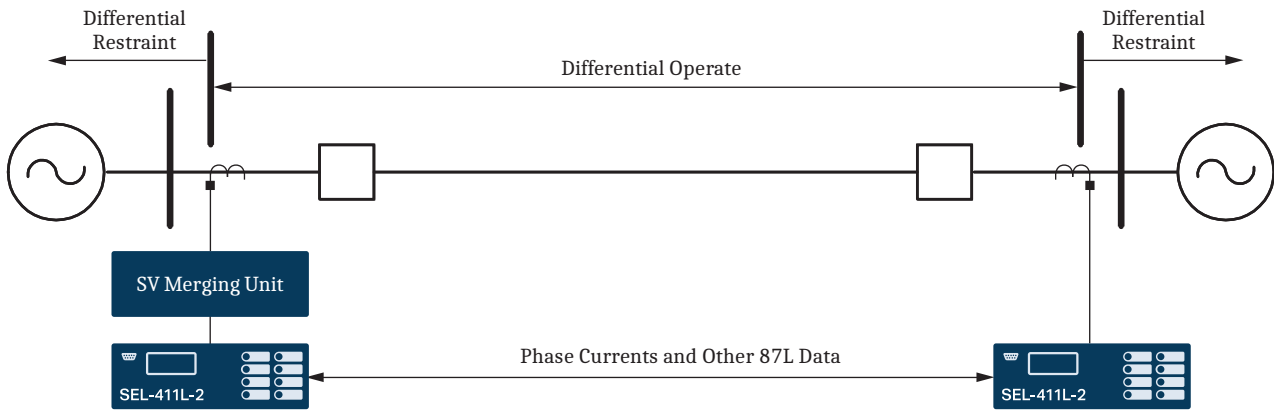 Differential
Restraint
Differential Operate
Differential
Restraint
SV Merging Unit
SEL-411L-2
Phase Currents and Other 87L Data
SEL-411L-2